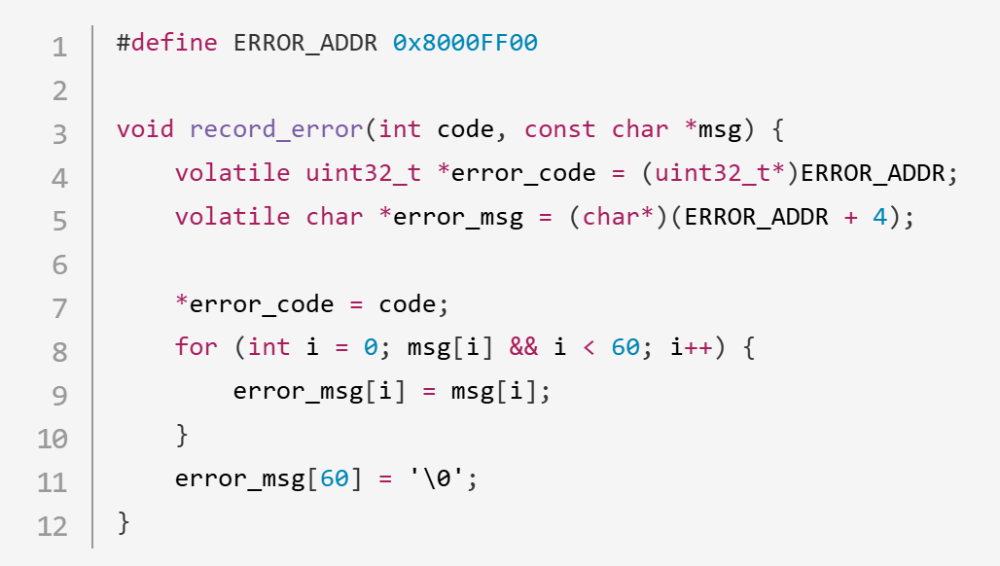 1 #define ERROR_ADDR 0x8000FF00
2
3 void record_error(int code, const char *msg) {
4     volatile uint32_t *error_code = (uint32_t*)ERROR_ADDR;
5     volatile char *error_msg = (char*)(ERROR_ADDR + 4);
6
7     *error_code = code;
8     for (int i = 0; msg[i] && i < 60; i++) {
9         error_msg[i] = msg[i];
10     }
11     error_msg[60] = '\0';
12 }